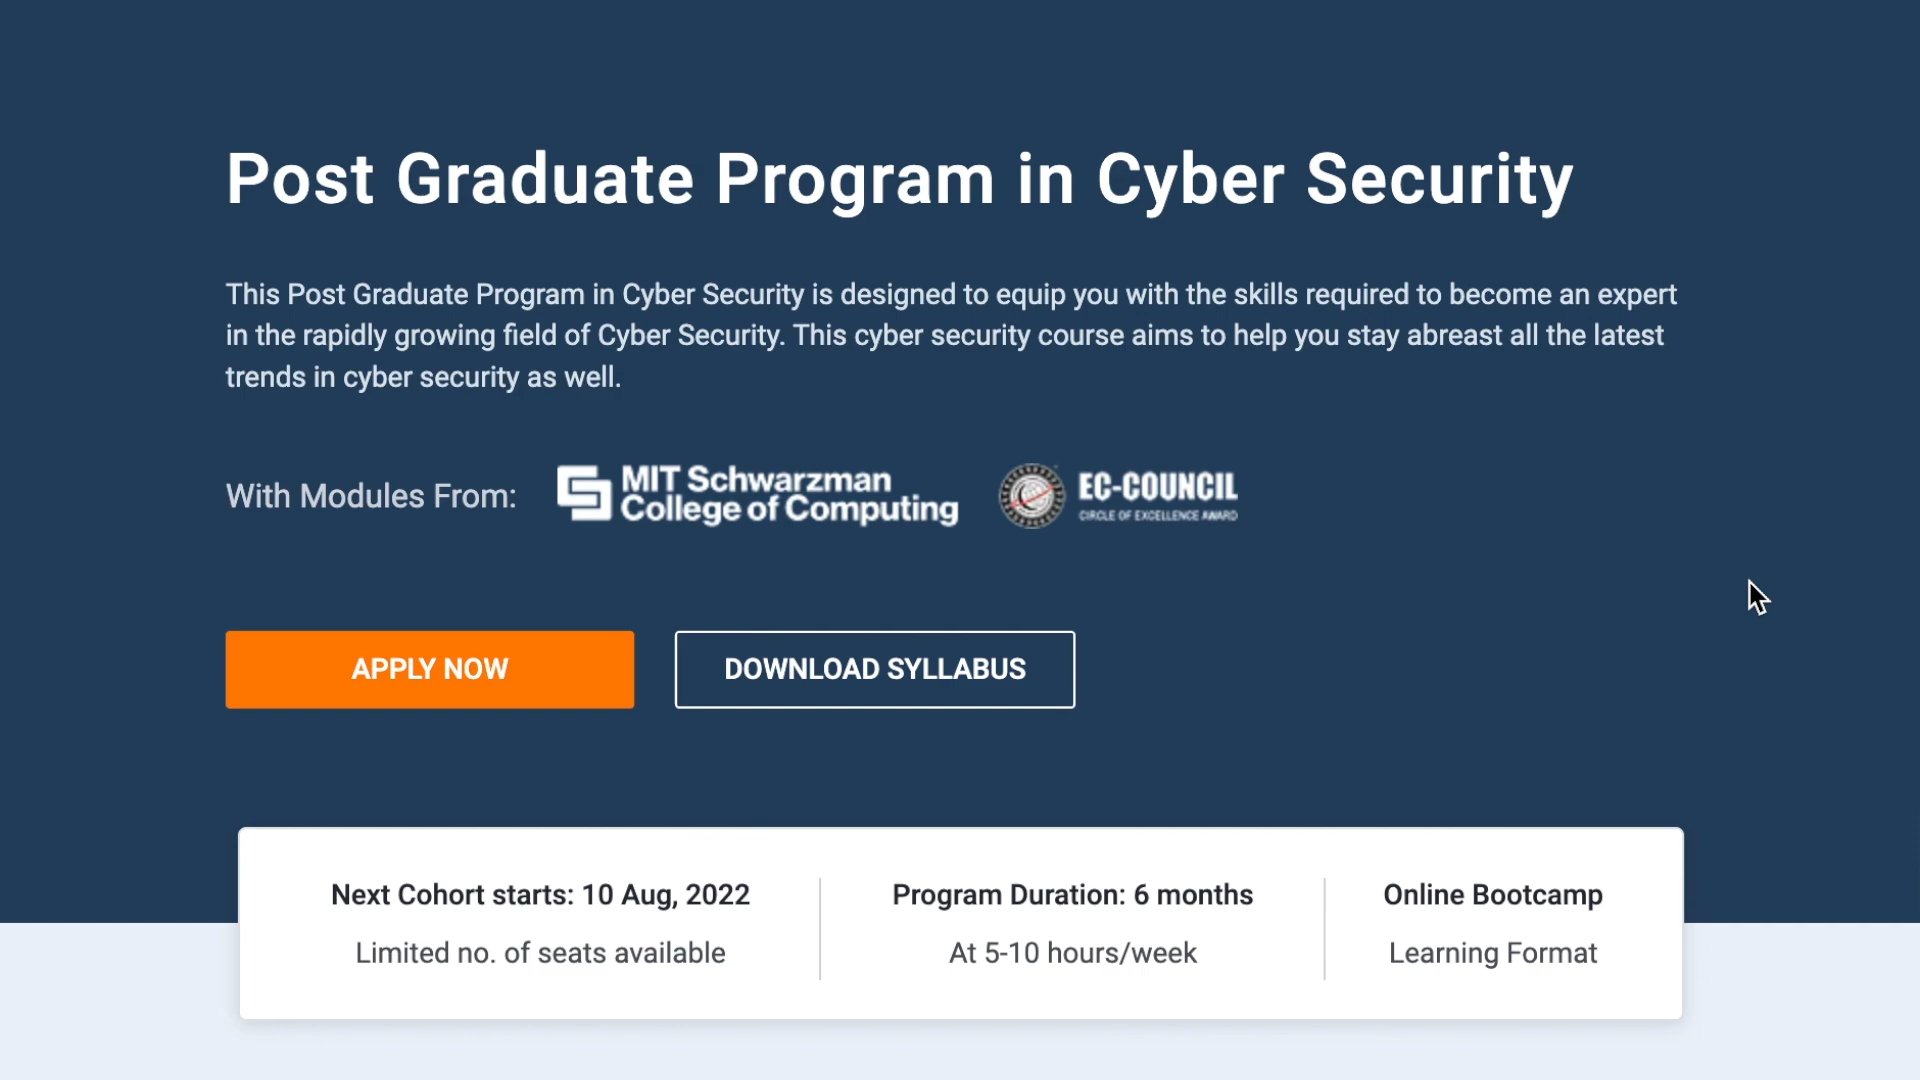 Post Graduate Program in Cyber Security
This Post Graduate Program in Cyber Security is designed to equip you with the skills required to become an expert
in the rapidly growing field of Cyber Security. This cyber security course aims to help you stay abreast all the latest
trends in cyber security as well.
With Modules From:
MIT Schwarzman
College of Computing
EC-COUNCIL
CIRCLE OF EXCELLENCE AWARD
APPLY NOW
DOWNLOAD SYLLABUS
Next Cohort starts: 10 Aug, 2022
Limited no. of seats available
Program Duration: 6 months
At 5-10 hours/week
Online Bootcamp
Learning Format